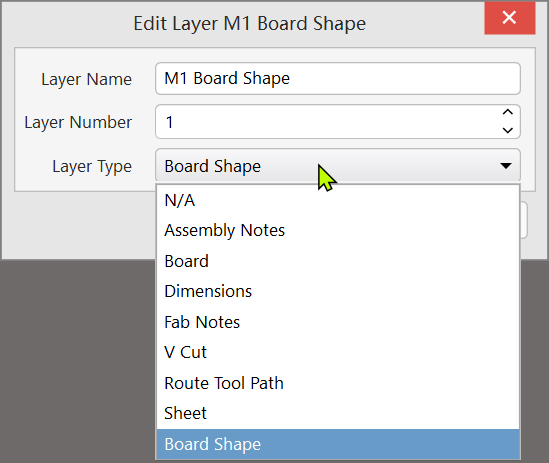 Edit Layer M1 Board Shape
Layer Name M1 Board Shape
Layer Number 1
Layer Type Board Shape
N/A
Assembly Notes
Board
Dimensions
Fab Notes
V Cut
Route Tool Path
Sheet
Board Shape